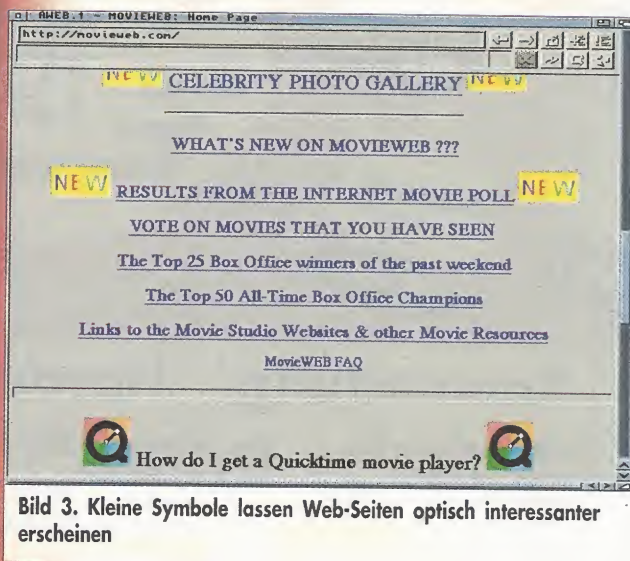 AWEB.1 - MOVIEWEB: Home Page
http://movieweb.com/
NEW CELEBRITY PHOTO GALLERY NEW
WHAT'S NEW ON MOVIEWEB ???
NEW RESULTS FROM THE INTERNET MOVIE POLL NEW
VOTE ON MOVIES THAT YOU HAVE SEEN
The Top 25 Box Office winners of the past weekend
The Top 50 All-Time Box Office Champions
Links to the Movie Studio Websites & other Movie Resources
MovieWEB FAQ
How do I get a Quicktime movie player?
Bild 3. Kleine Symbole lassen Web-Seiten optisch interessanter
erscheinen